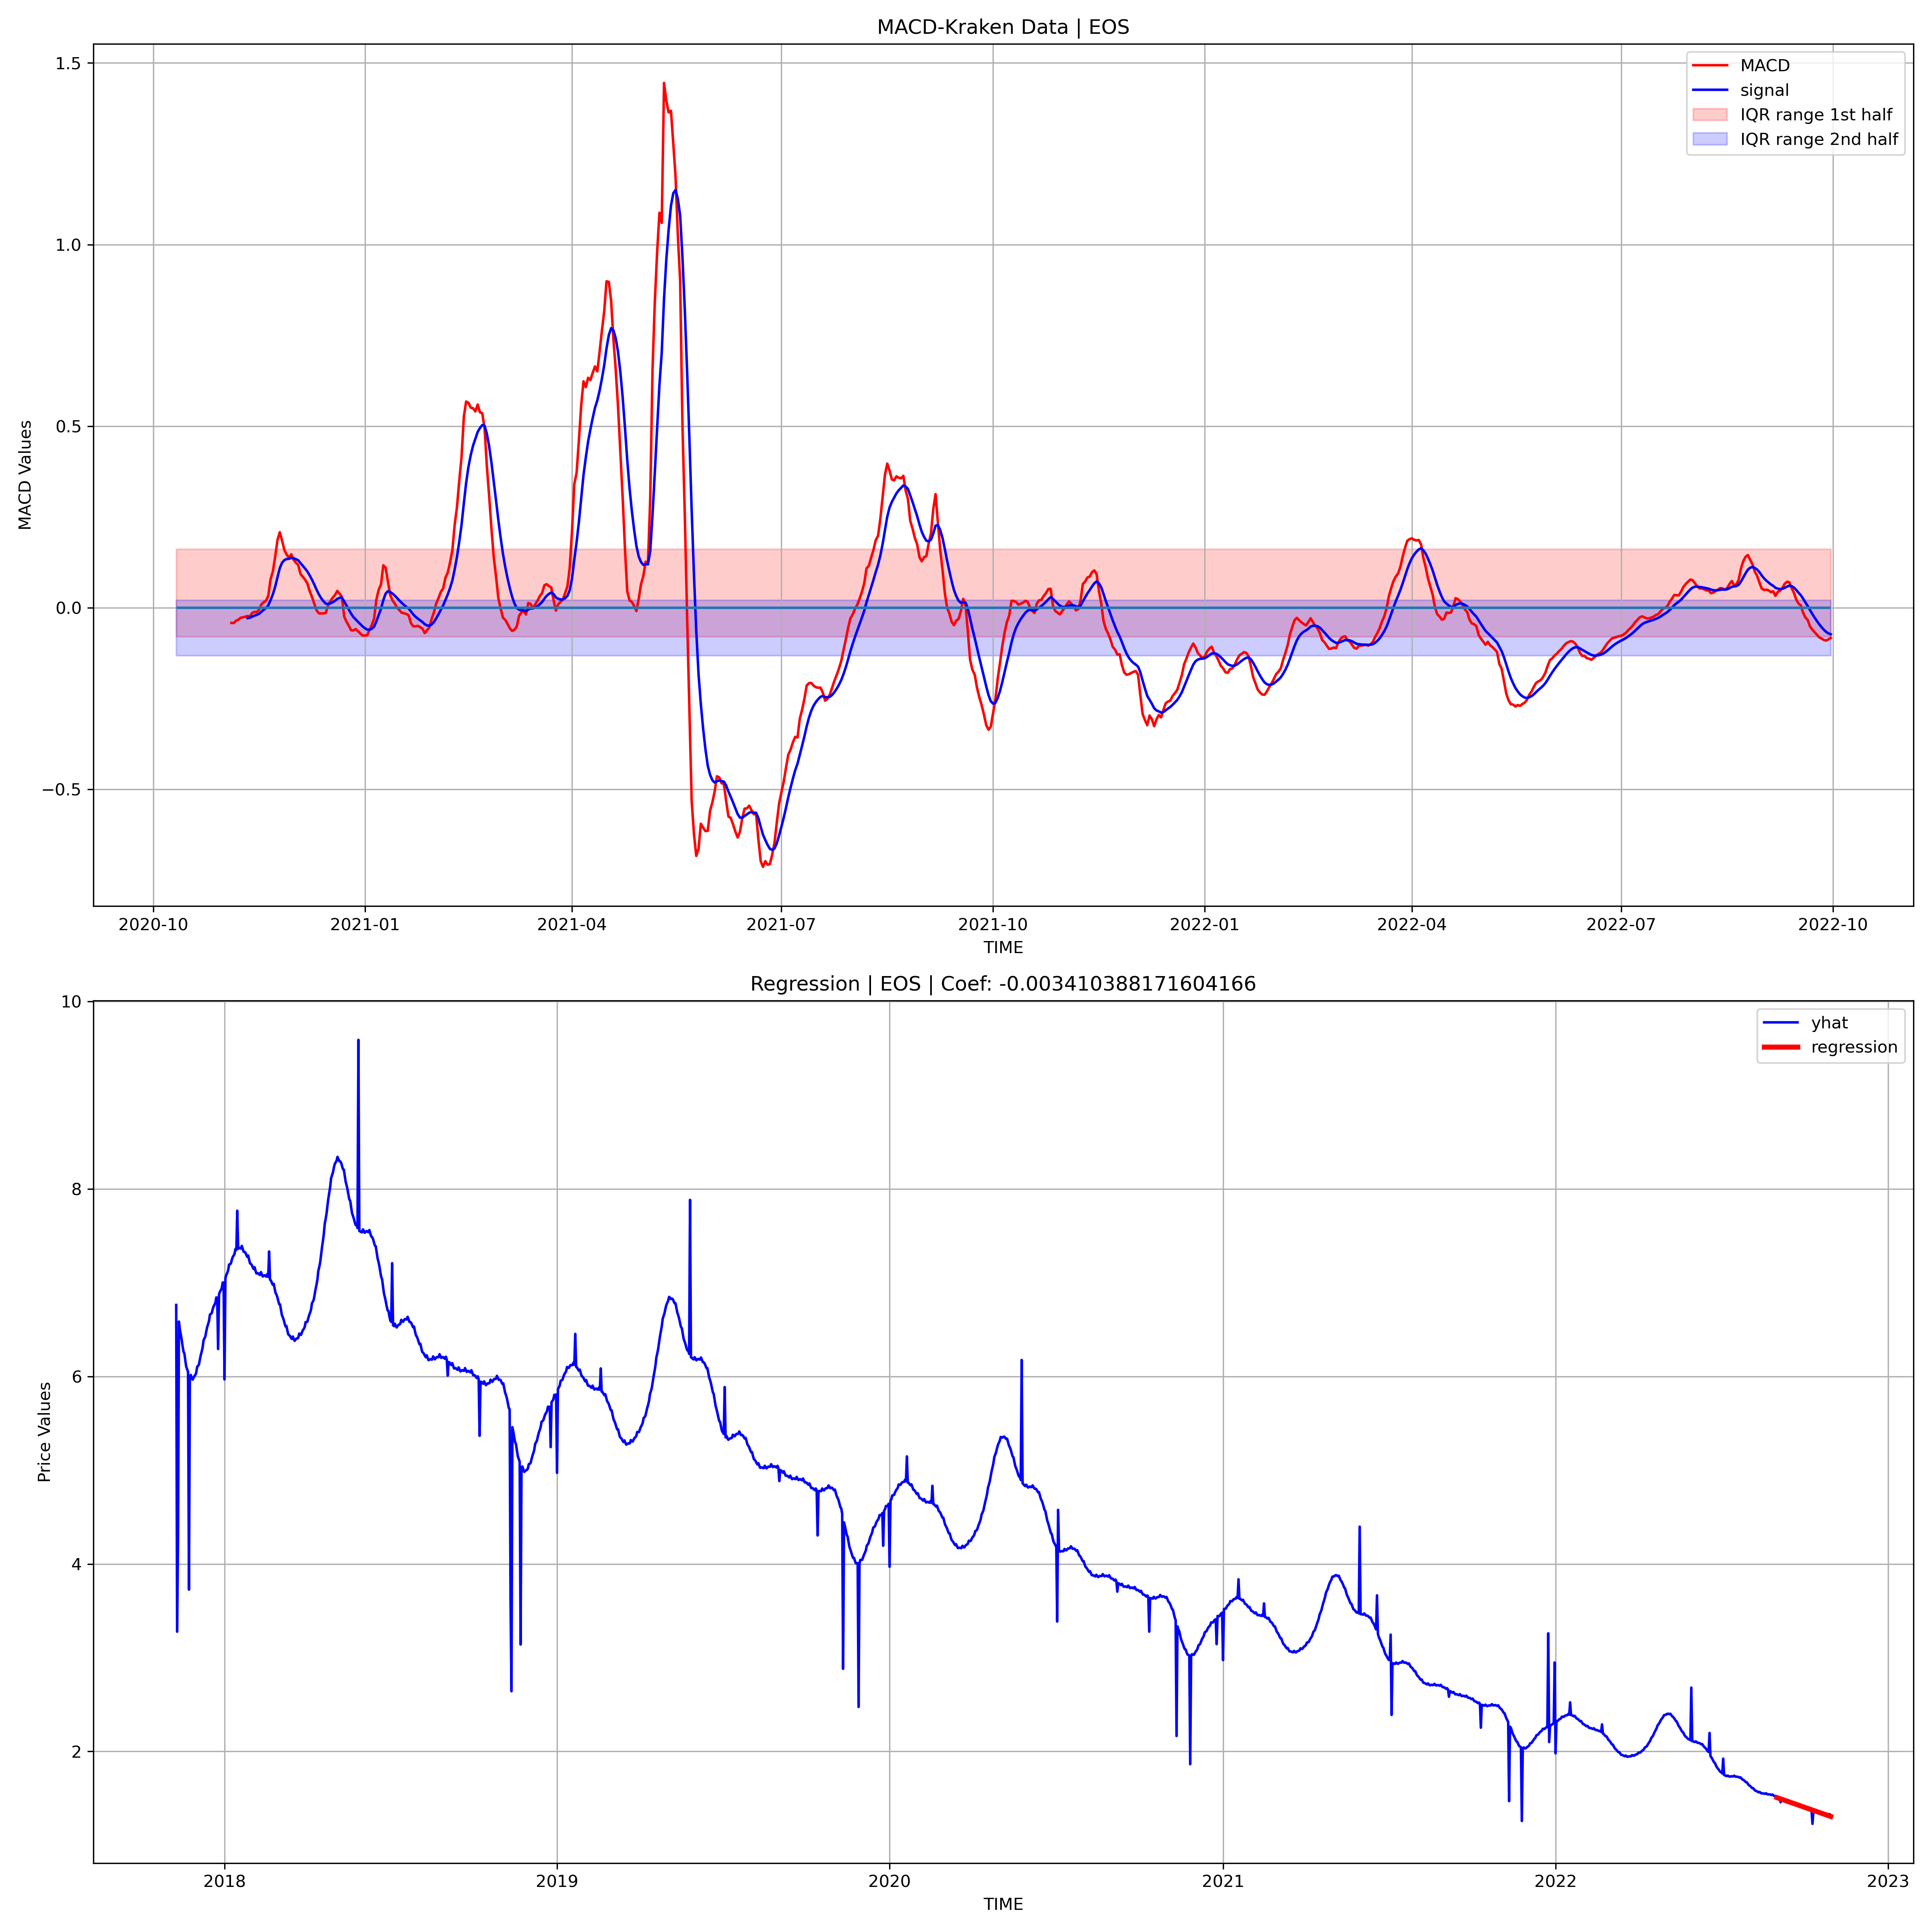 MACD-Kraken Data | EOS
MACD Values
1.5
1.0
0.5
0.0
−0.5
MACD
signal
IQR range 1st half
IQR range 2nd half
2020-10 2021-01 2021-04 2021-07 2021-10 2022-01 2022-04 2022-07 2022-10
TIME
Regression | EOS | Coef: -0.003410388171604166
Price Values
10
8
6
4
2
yhat
regression
2018 2019 2020 2021 2022 2023
TIME